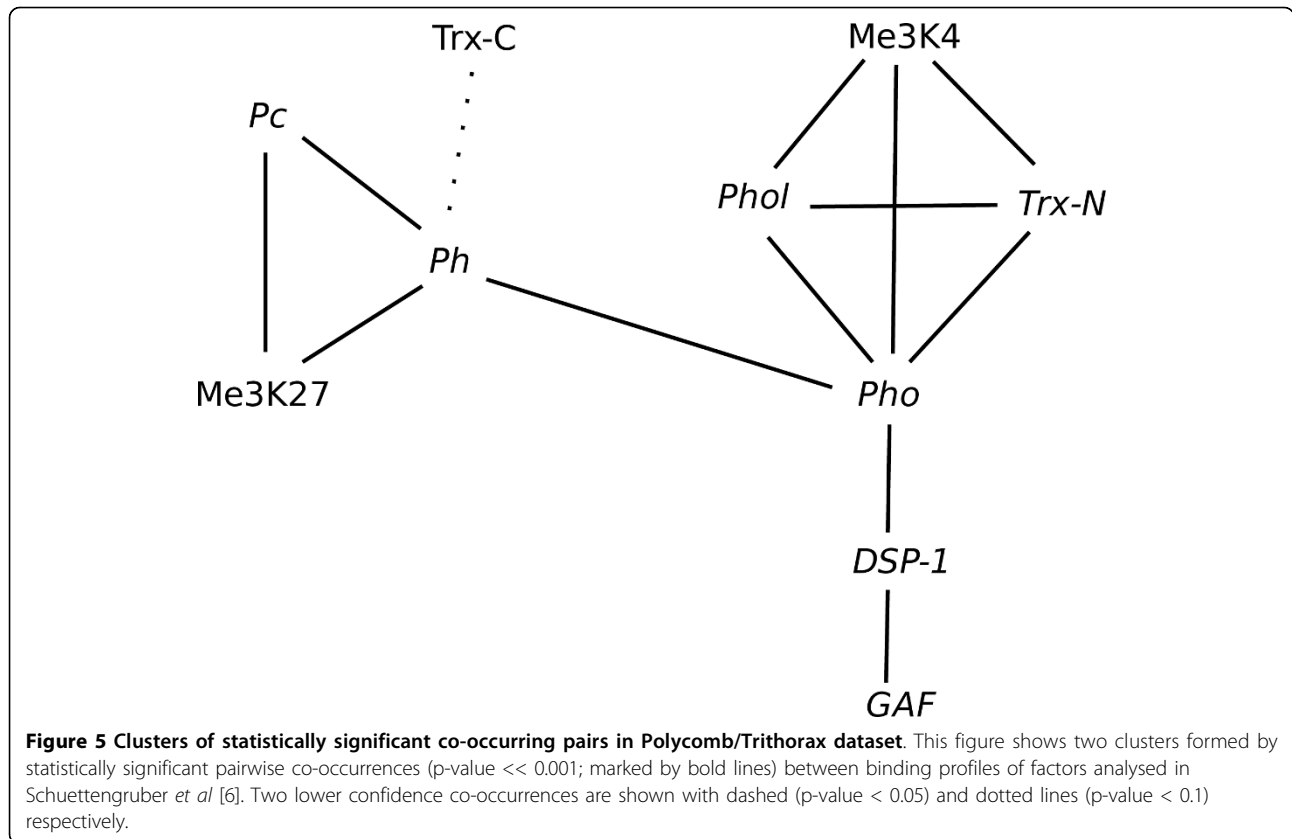 Trx-C
Me3K4
Pc
Phol
Trx-N
Ph
Me3K27
Pho
DSP-1
GAF
Figure 5 Clusters of statistically significant co-occurring pairs in Polycomb/Trithorax dataset. This figure shows two clusters formed by
statistically significant pairwise co-occurrences (p-value << 0.001; marked by bold lines) between binding profiles of factors analysed in
Schuettengruber et al [6]. Two lower confidence co-occurrences are shown with dashed (p-value < 0.05) and dotted lines (p-value < 0.1)
respectively.